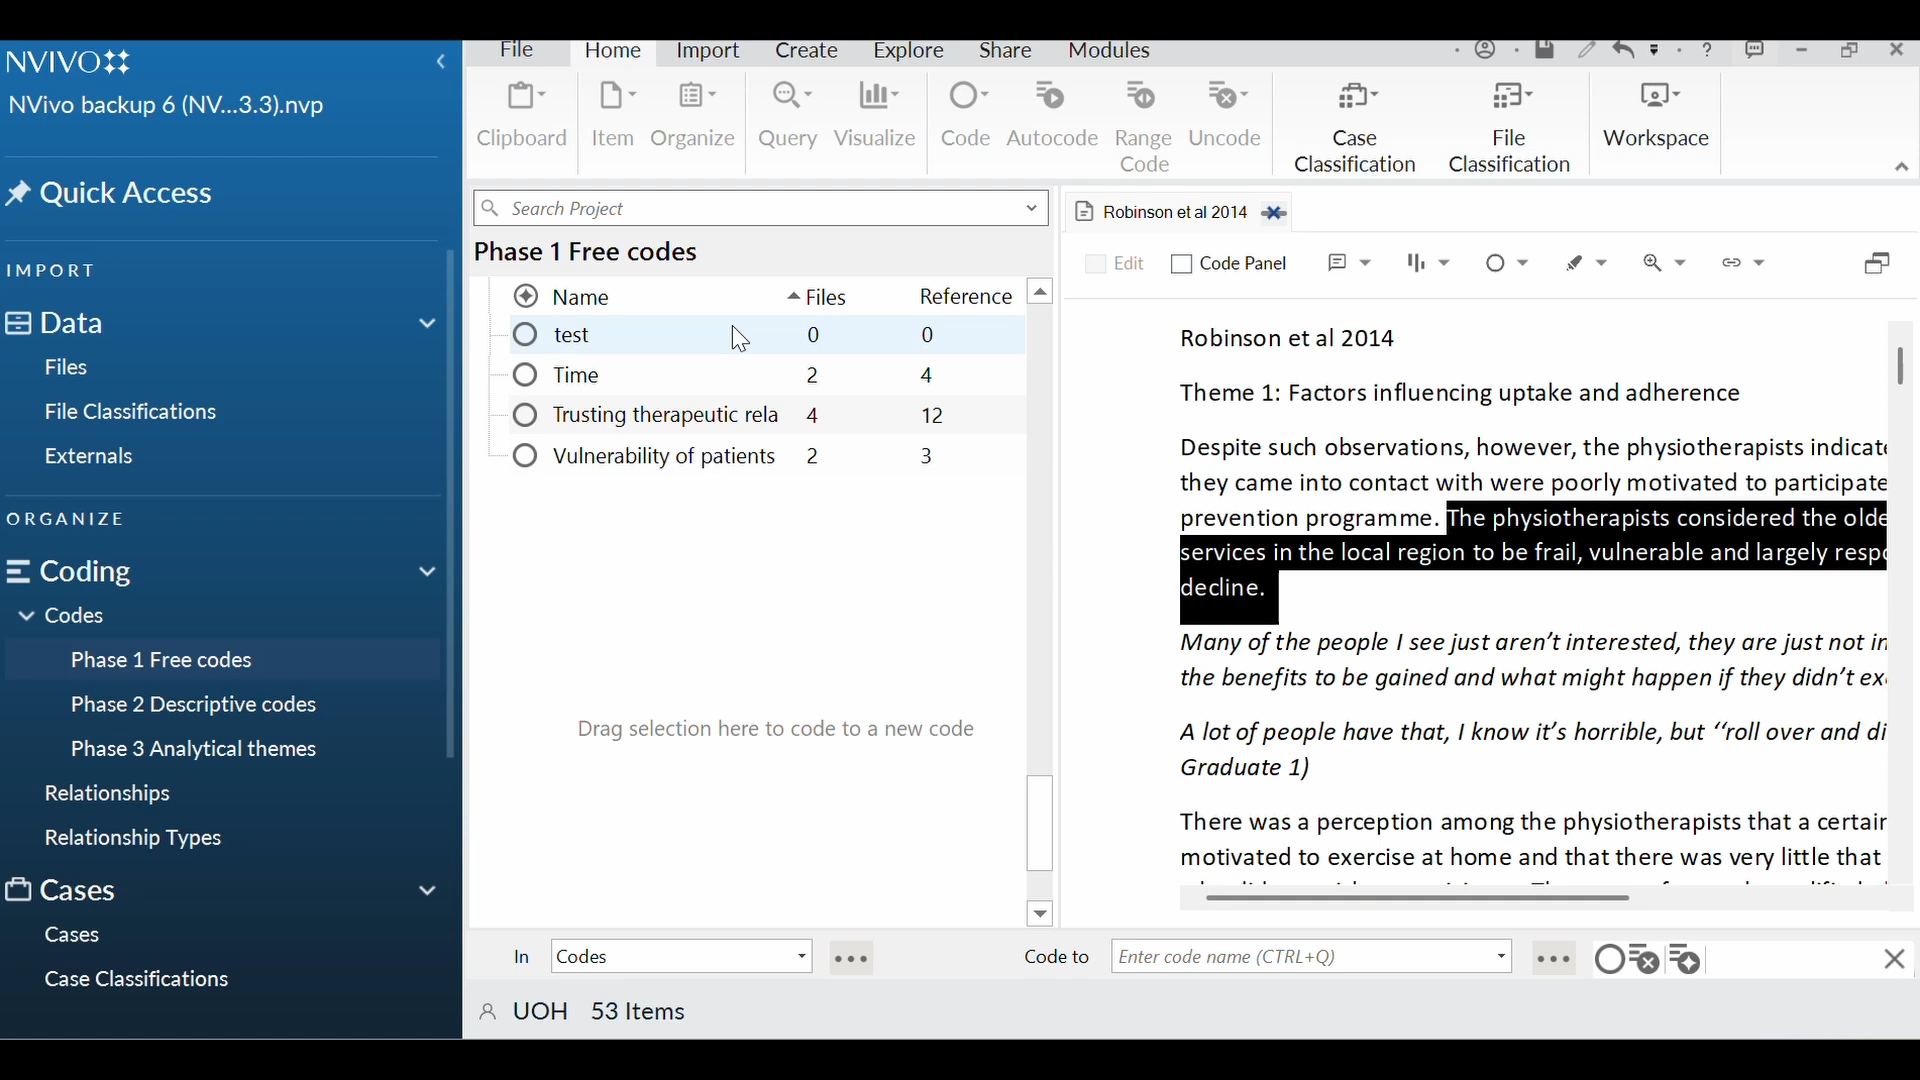 NVIVO
NVivo backup 6 (NV...3.3).nvp
Quick Access
IMPORT
Data
Files
File Classifications
Externals
ORGANIZE
Coding
Codes
Phase 1 Free codes
Phase 2 Descriptive codes
Phase 3 Analytical themes
Relationships
Relationship Types
Cases
Cases
Case Classifications
File Home Import Create Explore Share Modules
Clipboard Item Organize Query Visualize Code Autocode Range Code Uncode Case Classification File Classification Workspace
Search Project
Phase 1 Free codes
Name Files Reference
test 0 0
Time 2 4
Trusting therapeutic rela 4 12
Vulnerability of patients 2 3
Drag selection here to code to a new code
Robinson et al 2014
Edit Code Panel
Robinson et al 2014
Theme 1: Factors influencing uptake and adherence
Despite such observations, however, the physiotherapists indicate
they came into contact with were poorly motivated to participate
prevention programme. The physiotherapists considered the olde
services in the local region to be frail, vulnerable and largely respo
decline.
Many of the people I see just aren't interested, they are just not in
the benefits to be gained and what might happen if they didn't ex
A lot of people have that, I know it's horrible, but "roll over and di
Graduate 1)
There was a perception among the physiotherapists that a certain
motivated to exercise at home and that there was very little that
In Codes Code to Enter code name (CTRL+Q)
UOH 53 Items